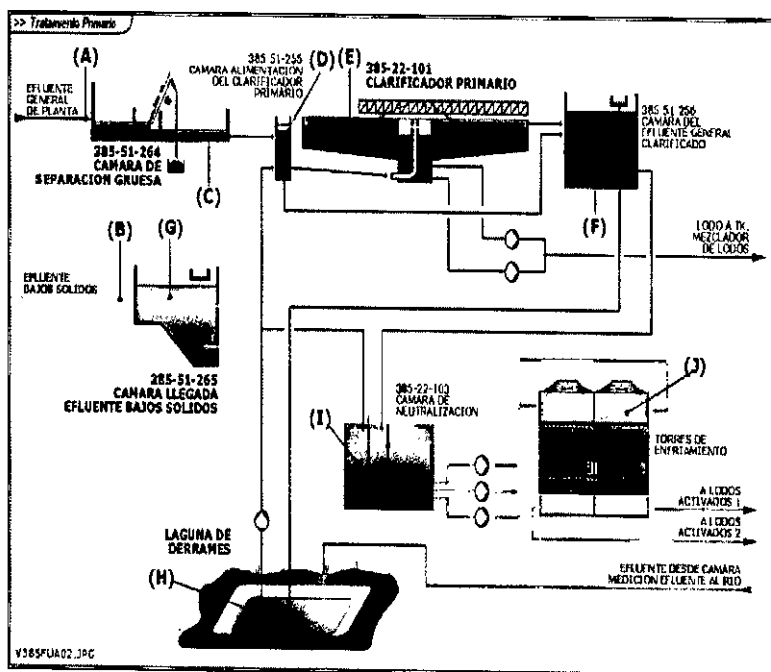 >> Tratamiento Primario
(A)
EFLUENTE
GENERAL
DE PLANTA
385-51-264
CAMARA DE
SEPARACION GRUESA
(C)
385-51-255
CAMARA ALIMENTACION
DEL CLARIFICADOR
PRIMARIO
(D)
(E)
385-22-101
CLARIFICADOR PRIMARIO
385-51-256
CAMARA DEL
EFLUENTE GENERAL
CLARIFICADO
(F)
LODO A TK.
MEZCLADOR
DE LODOS
(B)
(G)
EFLUENTE
BAJOS SOLIDOS
385-51-265
CAMARA LLEGADA
EFLUENTE BAJOS SOLIDOS
385-22-103
CAMARA DE
NEUTRALIZACION
(I)
(J)
TORRES DE
ENFRIAMIENTO
A LODOS
ACTIVADOS 1
A LODOS
ACTIVADOS 2
LAGUNA DE
DERRAMES
(H)
EFLUENTE DESDE CAMARA
MEDICION EFLUENTE AL RIO
V385FUA02.JPG